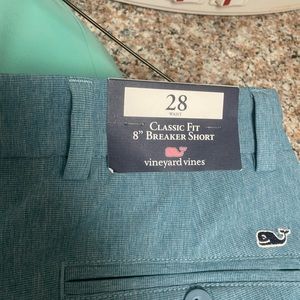 28
WAIST
CLASSIC FIT
8" BREAKER SHORT
vineyard vines